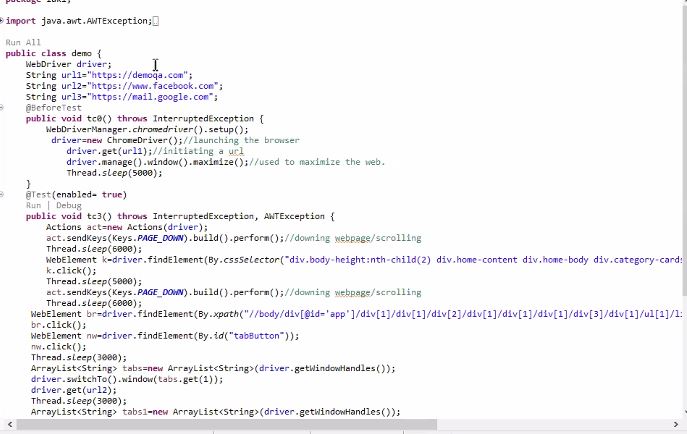 import java.awt.AWTException;
Run All
public class demo {
WebDriver driver;
String url1="https://demoqa.com";
String url2="https://www.facebook.com";
String url3="https://mail.google.com";
@BeforeTest
public void tc0() throws InterruptedException {
WebDriverManager.chromedriver().setup();
driver=new ChromeDriver();//launching the browser
driver.get(url1);//initiating a url
driver.manage().window().maximize();//used to maximize the web.
Thread.sleep(5000);
}
@Test(enabled= true)
Run | Debug
public void tc3() throws InterruptedException, AWTException {
Actions act=new Actions(driver);
act.sendKeys(Keys.PAGE_DOWN).build().perform();//downing webpage/scrolling
Thread.sleep(6000);
WebElement k=driver.findElement(By.cssSelector("div.body-height:nth-child(2) div.home-content div.home-body div.category-cards
k.click();
Thread.sleep(5000);
act.sendKeys(Keys.PAGE_DOWN).build().perform();//downing webpage/scrolling
Thread.sleep(6000);
WebElement br=driver.findElement(By.xpath("//body/div[@id='app']/div[1]/div[1]/div[2]/div[1]/div[1]/div[1]/div[3]/div[1]/ul[1]/li
br.click();
WebElement nw=driver.findElement(By.id("tabButton"));
nw.click();
Thread.sleep(3000);
ArrayList<String> tabs=new ArrayList<String>(driver.getWindowHandles());
driver.switchTo().window(tabs.get(1));
driver.get(url2);
Thread.sleep(3000);
ArrayList<String> tabs1=new ArrayList<String>(driver.getWindowHandles());